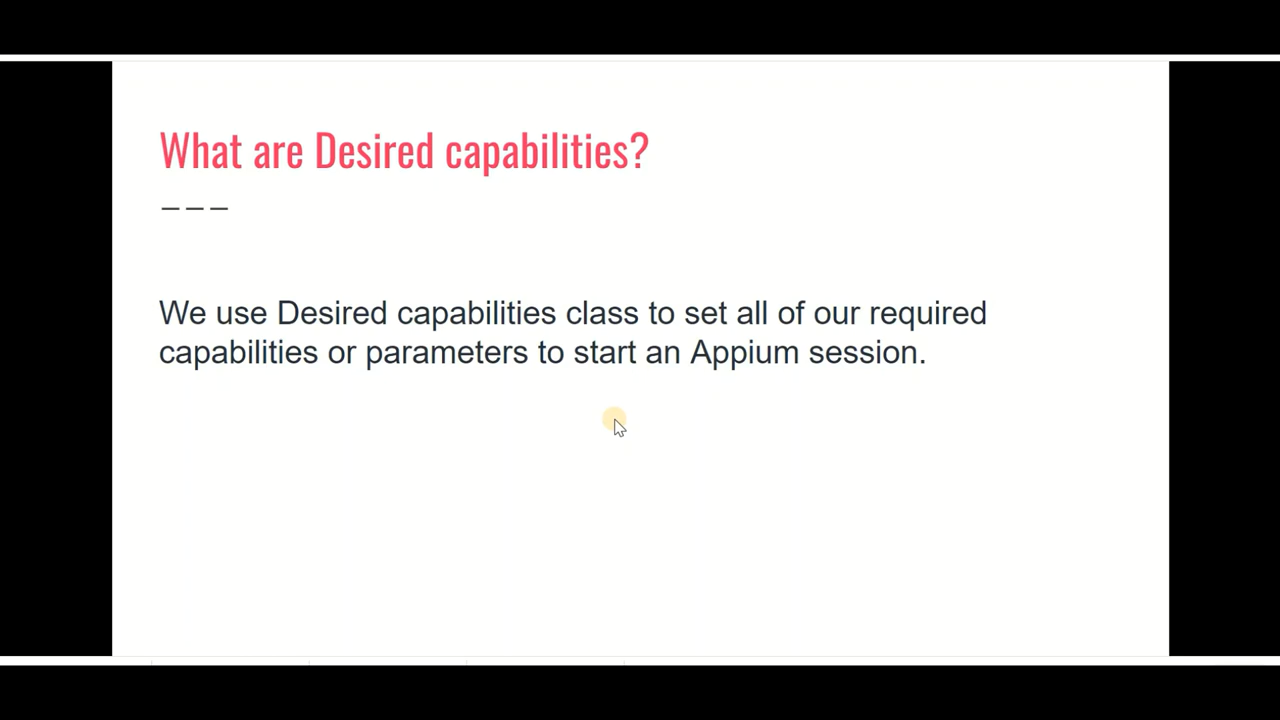 What are Desired capabilities?
We use Desired capabilities class to set all of our required
capabilities or parameters to start an Appium session.